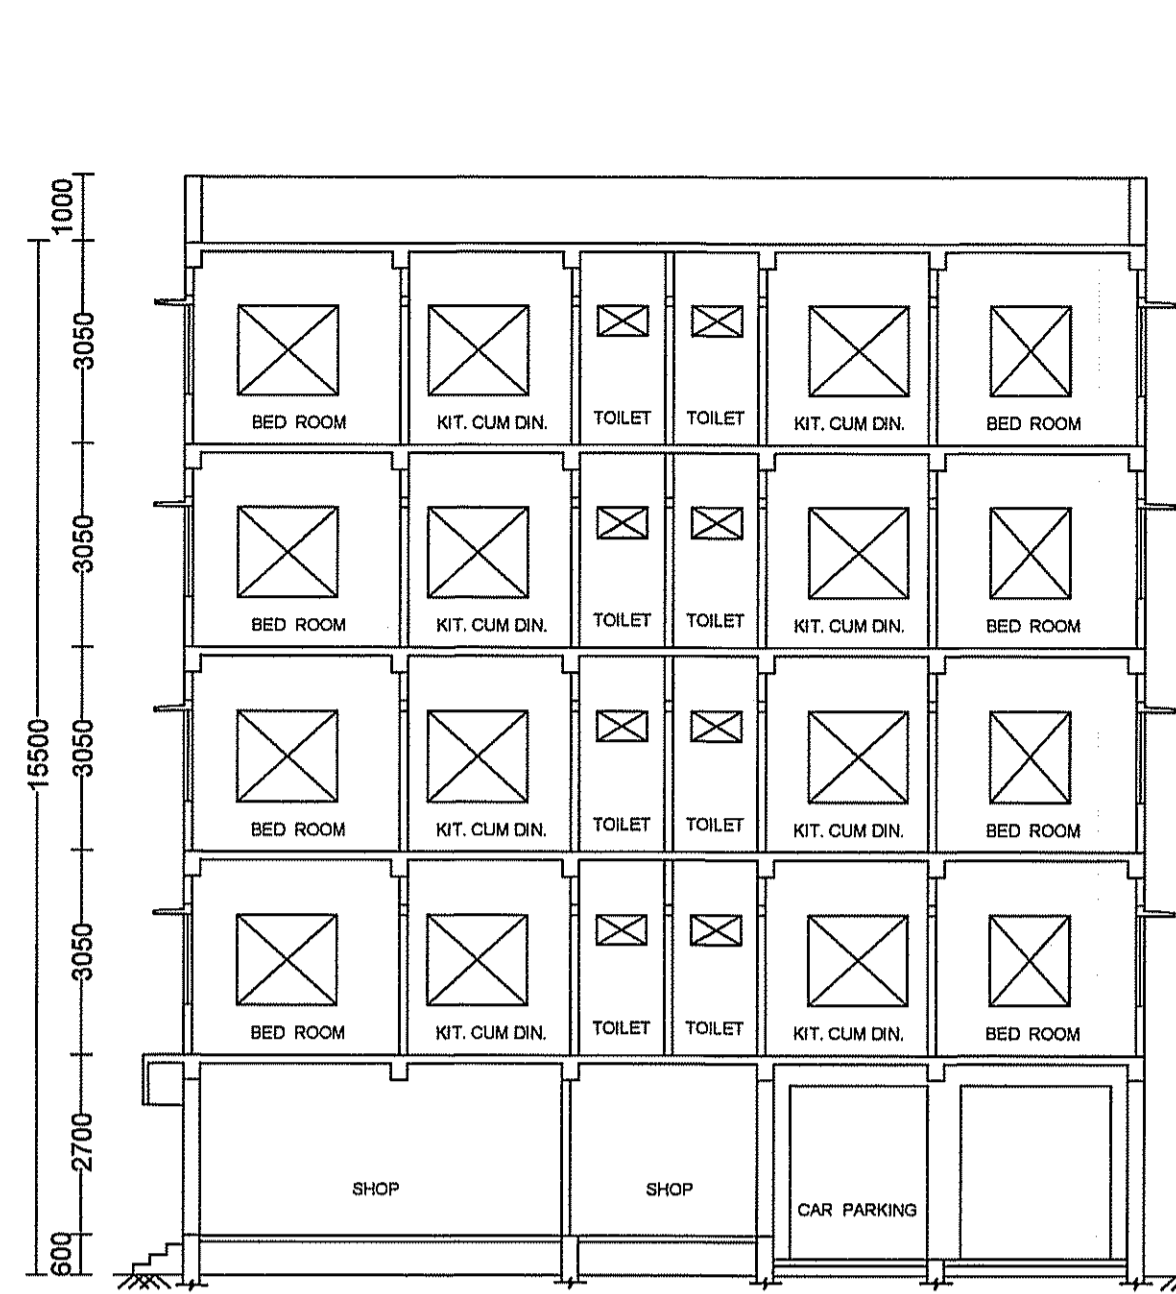 1000
3050
BED ROOM KIT. CUM DIN. TOILET TOILET KIT. CUM DIN. BED ROOM
3050
BED ROOM KIT. CUM DIN. TOILET TOILET KIT. CUM DIN. BED ROOM
15500
3050
BED ROOM KIT. CUM DIN. TOILET TOILET KIT. CUM DIN. BED ROOM
3050
BED ROOM KIT. CUM DIN. TOILET TOILET KIT. CUM DIN. BED ROOM
2700
SHOP SHOP
CAR PARKING
600